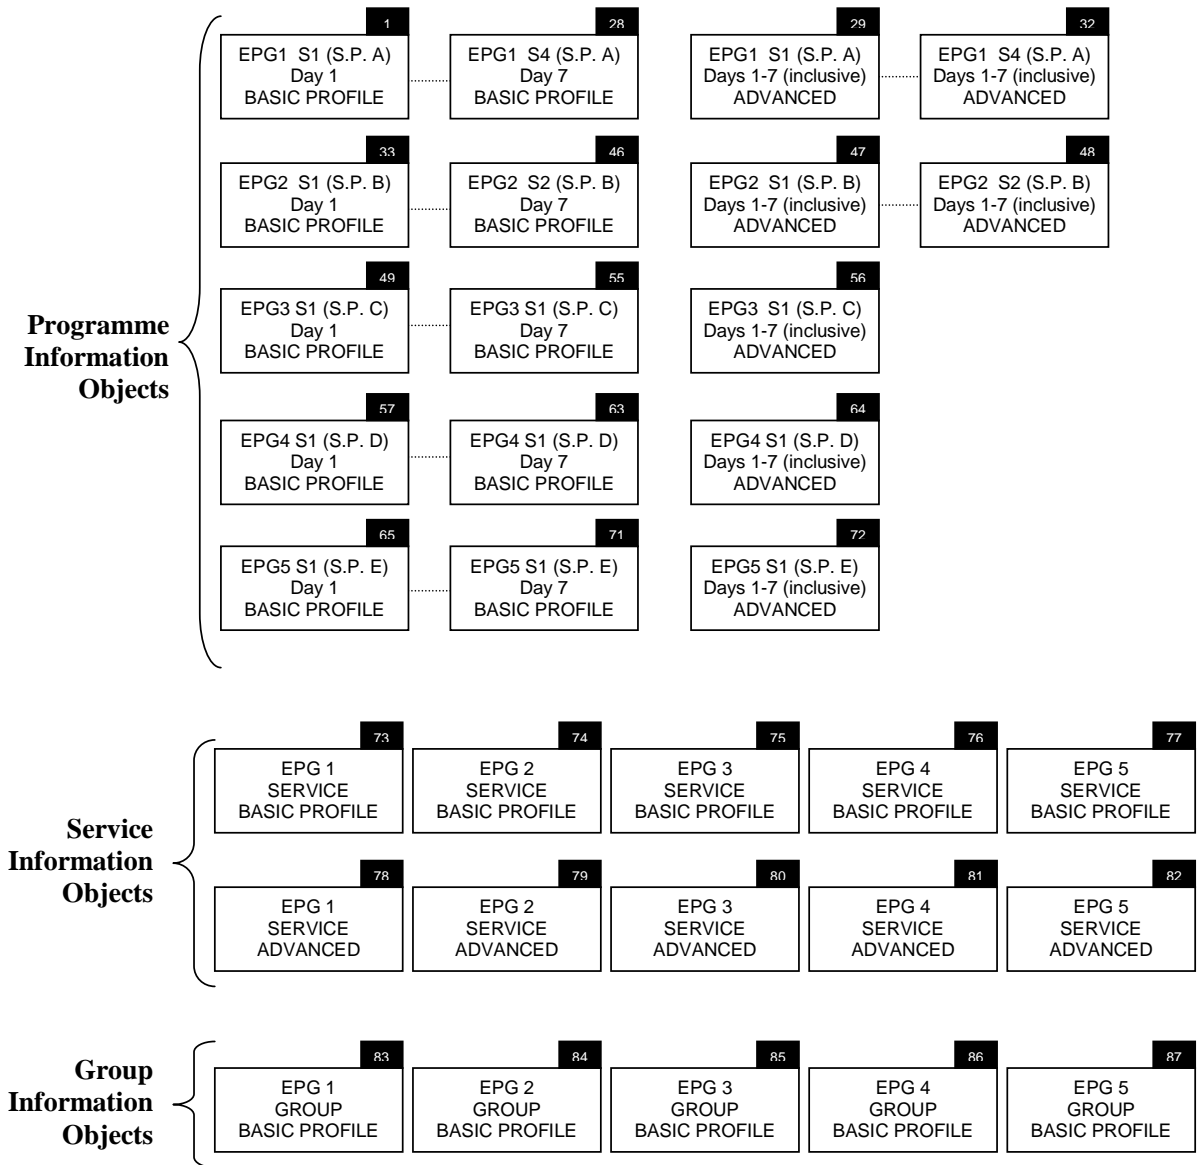 1
EPG1 S1 (S.P. A)
Day 1
BASIC PROFILE
28
EPG1 S4 (S.P. A)
Day 7
BASIC PROFILE
29
EPG1 S1 (S.P. A)
Days 1-7 (inclusive)
ADVANCED
32
EPG1 S4 (S.P. A)
Days 1-7 (inclusive)
ADVANCED
33
EPG2 S1 (S.P. B)
Day 1
BASIC PROFILE
46
EPG2 S2 (S.P. B)
Day 7
BASIC PROFILE
47
EPG2 S1 (S.P. B)
Days 1-7 (inclusive)
ADVANCED
48
EPG2 S2 (S.P. B)
Days 1-7 (inclusive)
ADVANCED
Programme
Information
Objects
49
EPG3 S1 (S.P. C)
Day 1
BASIC PROFILE
55
EPG3 S1 (S.P. C)
Day 7
BASIC PROFILE
56
EPG3 S1 (S.P. C)
Days 1-7 (inclusive)
ADVANCED
57
EPG4 S1 (S.P. D)
Day 1
BASIC PROFILE
63
EPG4 S1 (S.P. D)
Day 7
BASIC PROFILE
64
EPG4 S1 (S.P. D)
Days 1-7 (inclusive)
ADVANCED
65
EPG5 S1 (S.P. E)
Day 1
BASIC PROFILE
71
EPG5 S1 (S.P. E)
Day 7
BASIC PROFILE
72
EPG5 S1 (S.P. E)
Days 1-7 (inclusive)
ADVANCED
Service
Information
Objects
73
EPG 1
SERVICE
BASIC PROFILE
74
EPG 2
SERVICE
BASIC PROFILE
75
EPG 3
SERVICE
BASIC PROFILE
76
EPG 4
SERVICE
BASIC PROFILE
77
EPG 5
SERVICE
BASIC PROFILE
78
EPG 1
SERVICE
ADVANCED
79
EPG 2
SERVICE
ADVANCED
80
EPG 3
SERVICE
ADVANCED
81
EPG 4
SERVICE
ADVANCED
82
EPG 5
SERVICE
ADVANCED
Group
Information
Objects
83
EPG 1
GROUP
BASIC PROFILE
84
EPG 2
GROUP
BASIC PROFILE
85
EPG 3
GROUP
BASIC PROFILE
86
EPG 4
GROUP
BASIC PROFILE
87
EPG 5
GROUP
BASIC PROFILE